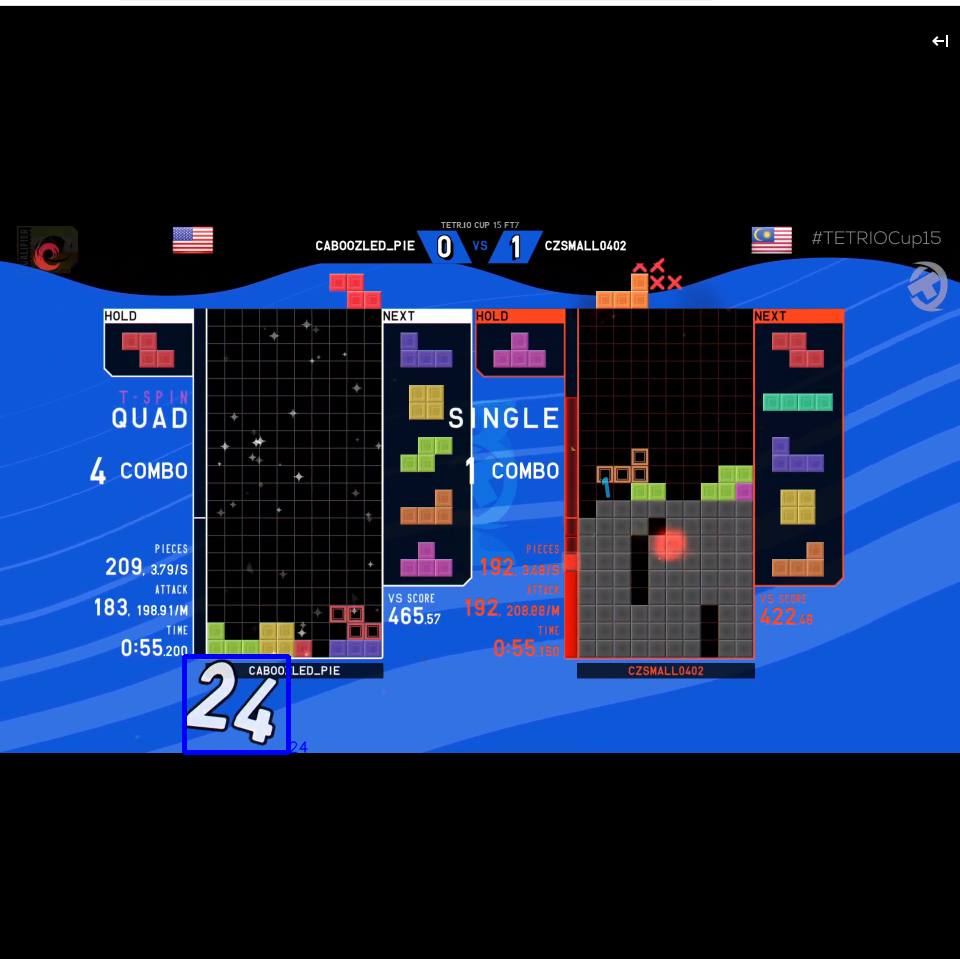 TETR.IO CUP 15 FT7
CABOOZLED_PIE 0 VS 1 CZSMALL0402
#TETRIOCup15
HOLD
NEXT
T-SPIN
QUAD
4 COMBO
PIECES
209, 3.79/S
ATTACK
183, 198.91/M
TIME
0:55.200
VS SCORE
465.57
CABOOZLED_PIE
24
24
HOLD
NEXT
SINGLE
1 COMBO
1
PIECES
192, 3.48/S
ATTACK
192, 208.88/M
TIME
0:55.150
VS SCORE
422.48
CZSMALL0402